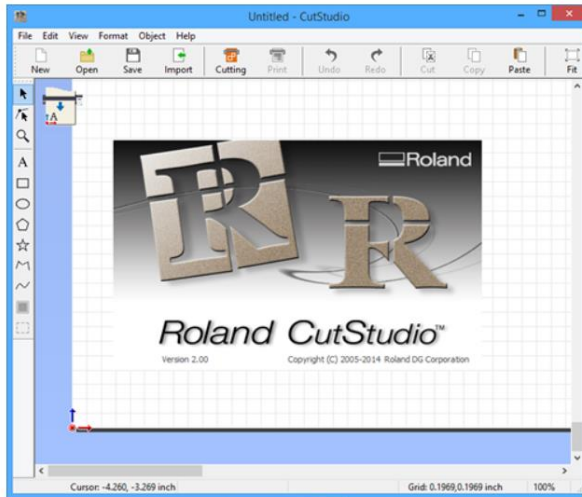 Untitled - CutStudio
File Edit View Format Object Help
New Open Save Import Cutting Print Undo Redo Cut Copy Paste Fit
A
A
R R
Roland
Roland CutStudio™
Version 2.00 Copyright (C) 2005-2014 Roland DG Corporation
Cursor: -4.260, -3.269 inch Grid: 0.1969,0.1969 inch 100%